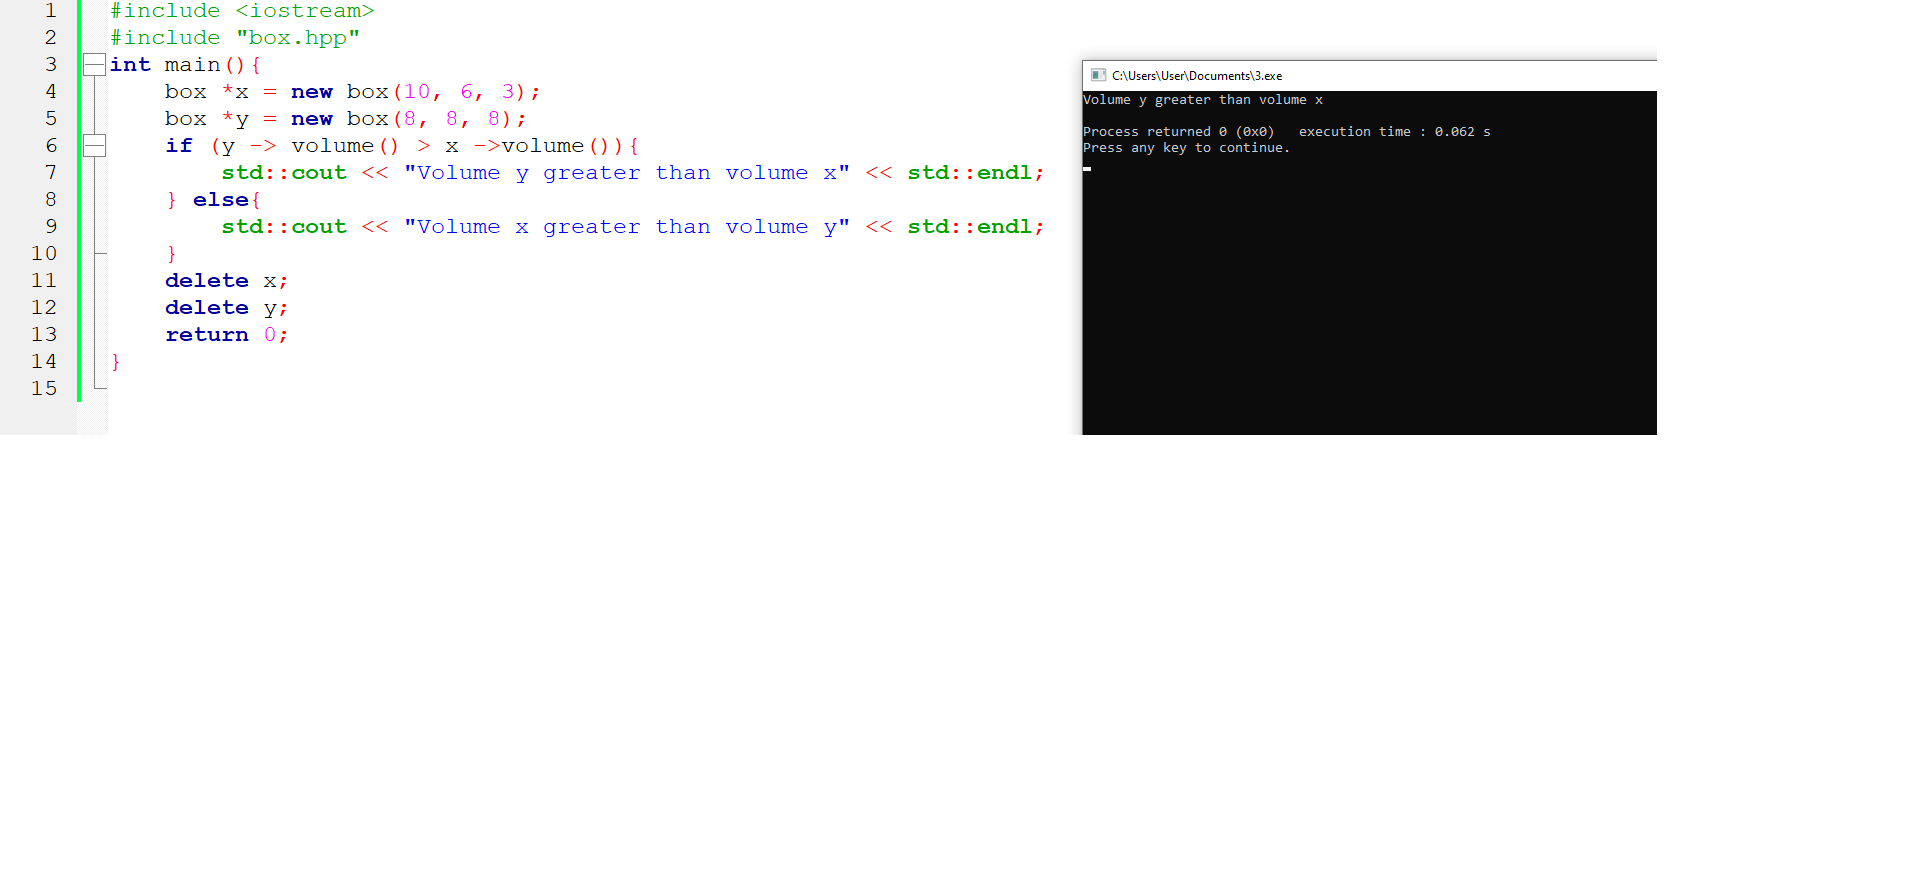 1 #include <iostream>
2 #include "box.hpp"
3 int main(){
4 box *x = new box(10, 6, 3);
5 box *y = new box(8, 8, 8);
6 if (y -> volume() > x ->volume()){
7 std::cout << "Volume y greater than volume x" << std::endl;
8 } else{
9 std::cout << "Volume x greater than volume y" << std::endl;
10 }
11 delete x;
12 delete y;
13 return 0;
14 }
15
C:\Users\User\Documents\3.exe
Volume y greater than volume x
Process returned 0 (0x0)   execution time : 0.062 s
Press any key to continue.